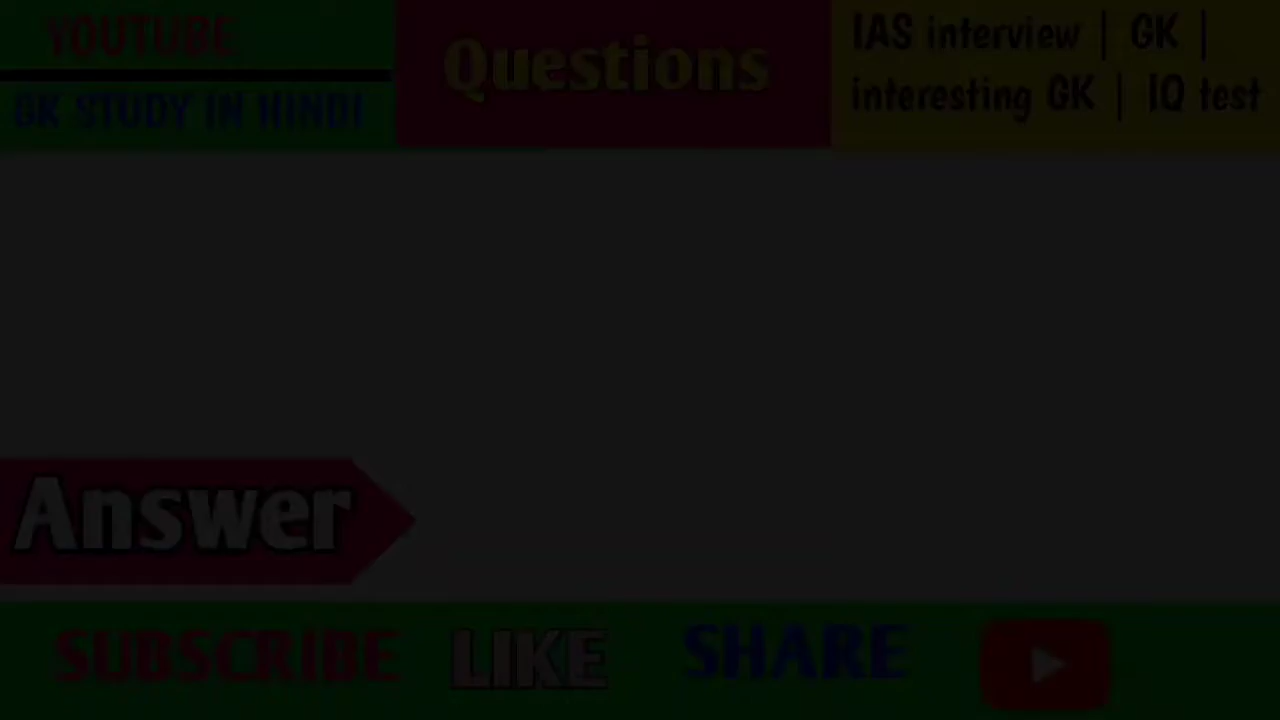 YOUTUBE
GK STUDY IN HINDI
Questions
IAS interview | GK |
interesting GK | IQ test
Answer
SUBSCRIBE LIKE SHARE